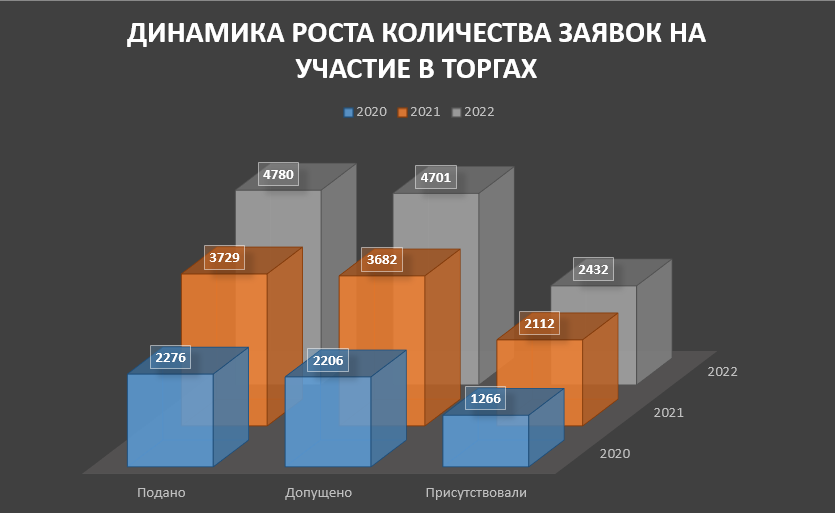 ДИНАМИКА РОСТА КОЛИЧЕСТВА ЗАЯВОК НА
УЧАСТИЕ В ТОРГАХ
2020 2021 2022
4780 4701
3729 3682 2432
2276 2206 2112
1266
2022
2021
2020
Подано Допущено Присутствовали